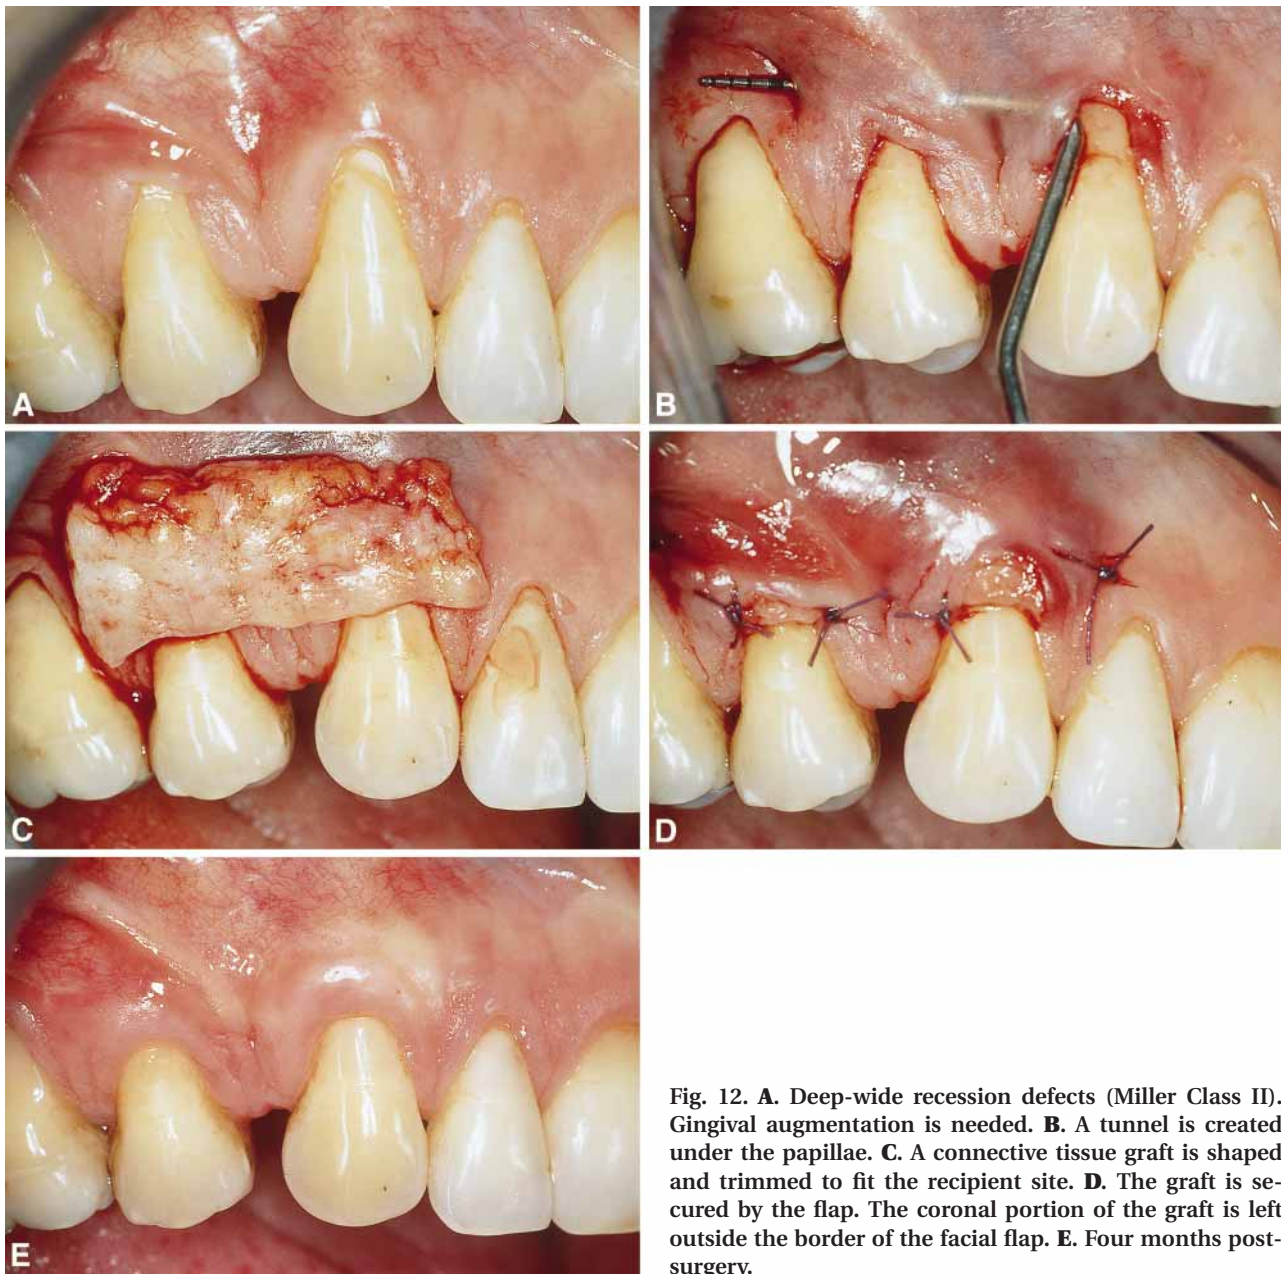 A
B
C
D
E
Fig. 12. A. Deep-wide recession defects (Miller Class II).
Gingival augmentation is needed. B. A tunnel is created
under the papillae. C. A connective tissue graft is shaped
and trimmed to fit the recipient site. D. The graft is se-
cured by the flap. The coronal portion of the graft is left
outside the border of the facial flap. E. Four months post-
surgery.